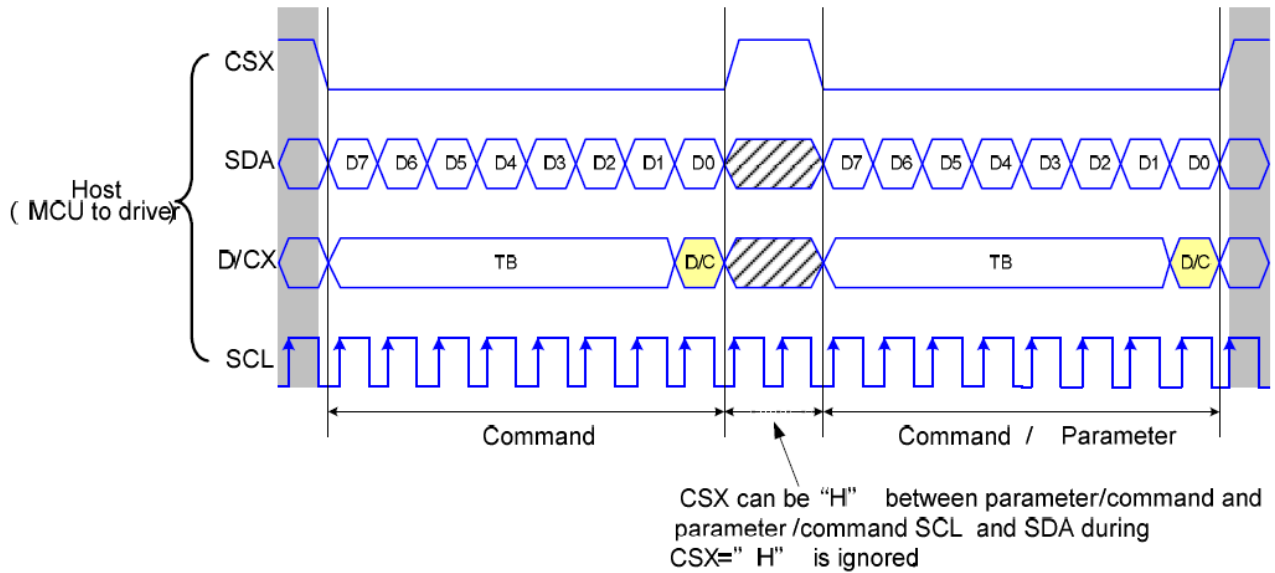 CSX
SDA D7 D6 D5 D4 D3 D2 D1 D0 D7 D6 D5 D4 D3 D2 D1 D0
Host
( MCU to driver)
D/CX TB D/C TB D/C
SCL
Command Command / Parameter
CSX can be “H” between parameter/command and
parameter /command SCL and SDA during
CSX=” H” is ignored